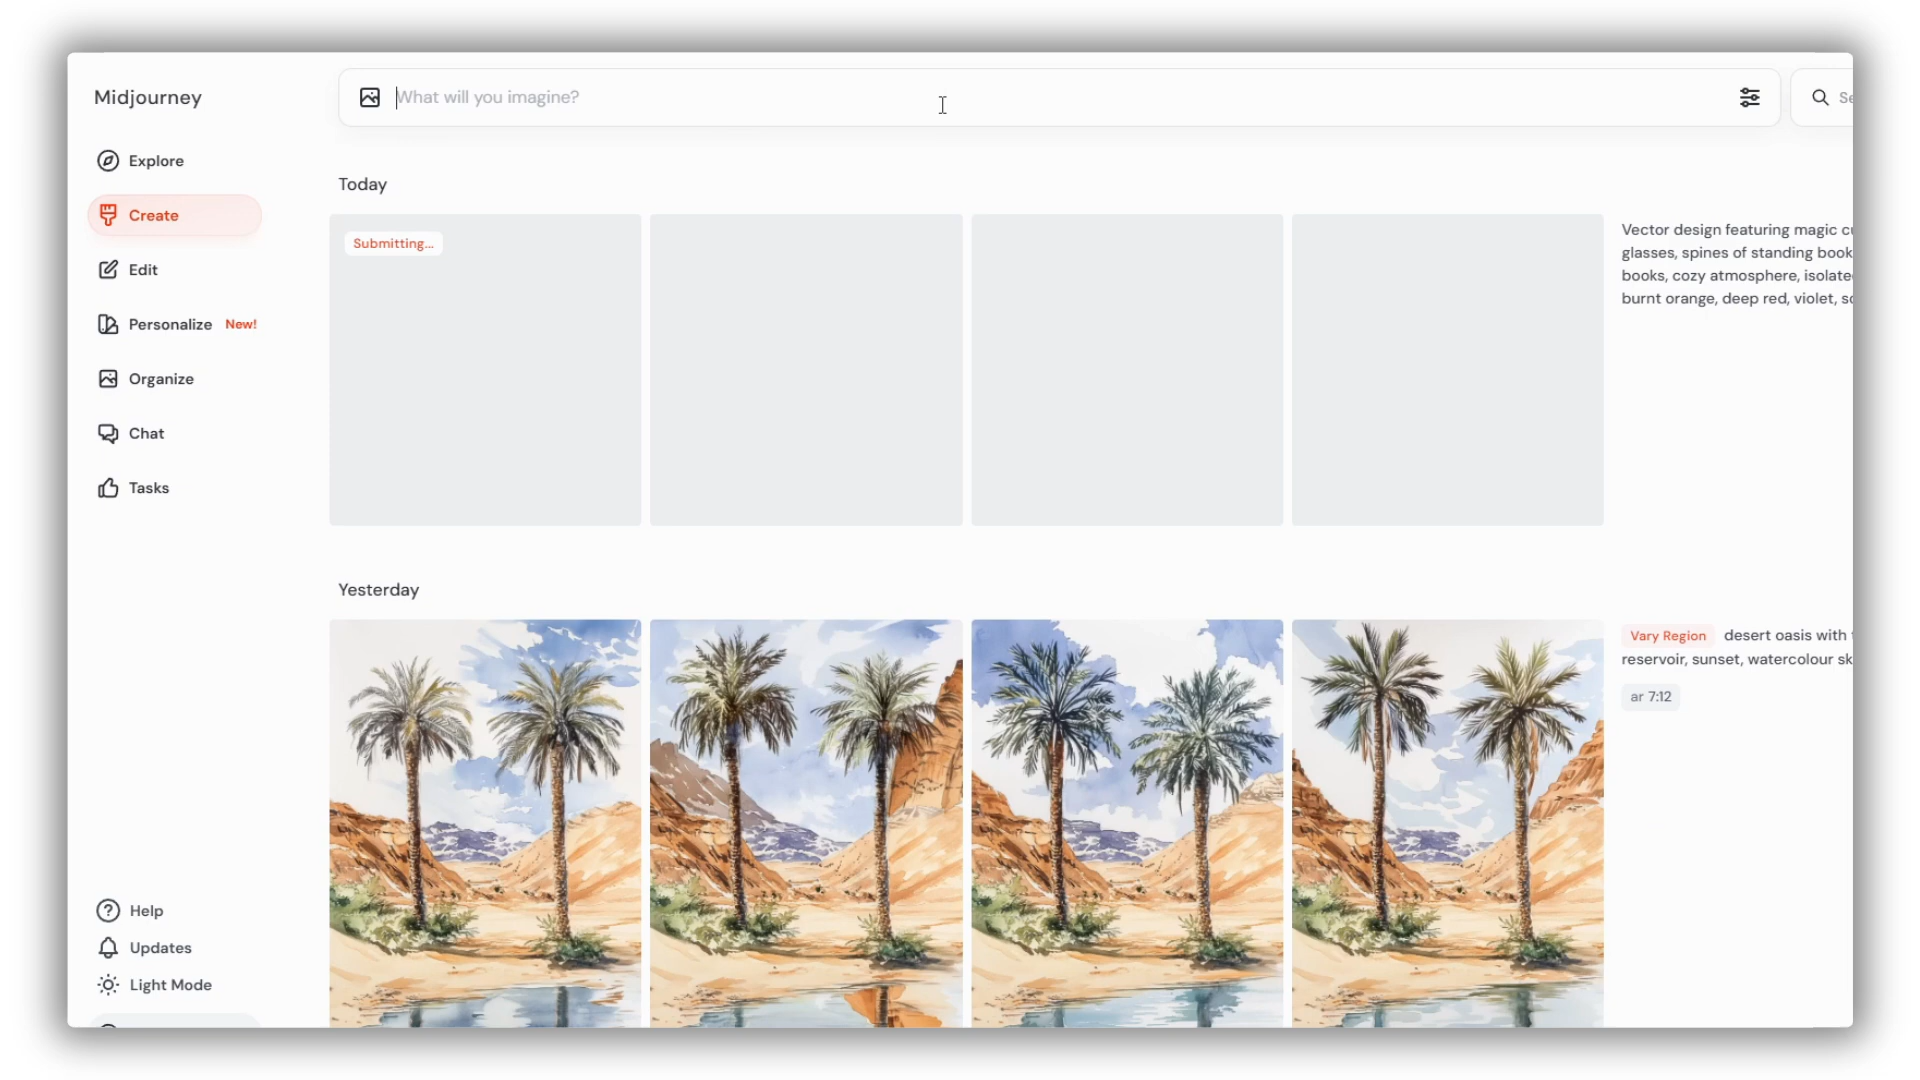 Midjourney
What will you imagine?
Explore
Create
Edit
Personalize New!
Organize
Chat
Tasks
Help
Updates
Light Mode
Today
Submitting...
Vector design featuring magic
glasses, spines of standing book
books, cozy atmosphere,
burnt orange, deep red, violet,
Yesterday
Vary Region desert oasis with
reservoir, sunset, watercolour
ar 7:12